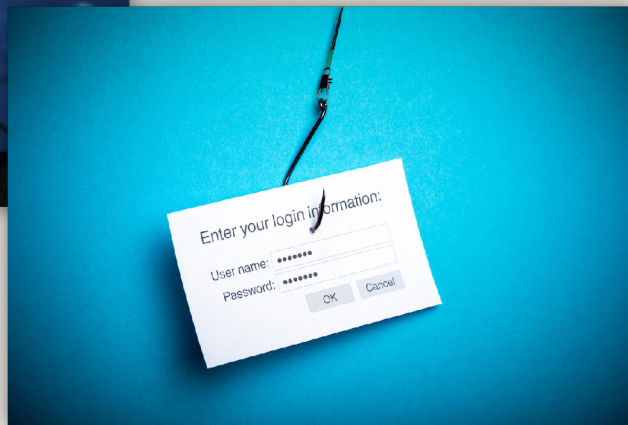 Enter your login information:
User name: •••••••
Password: •••••••
OK Cancel